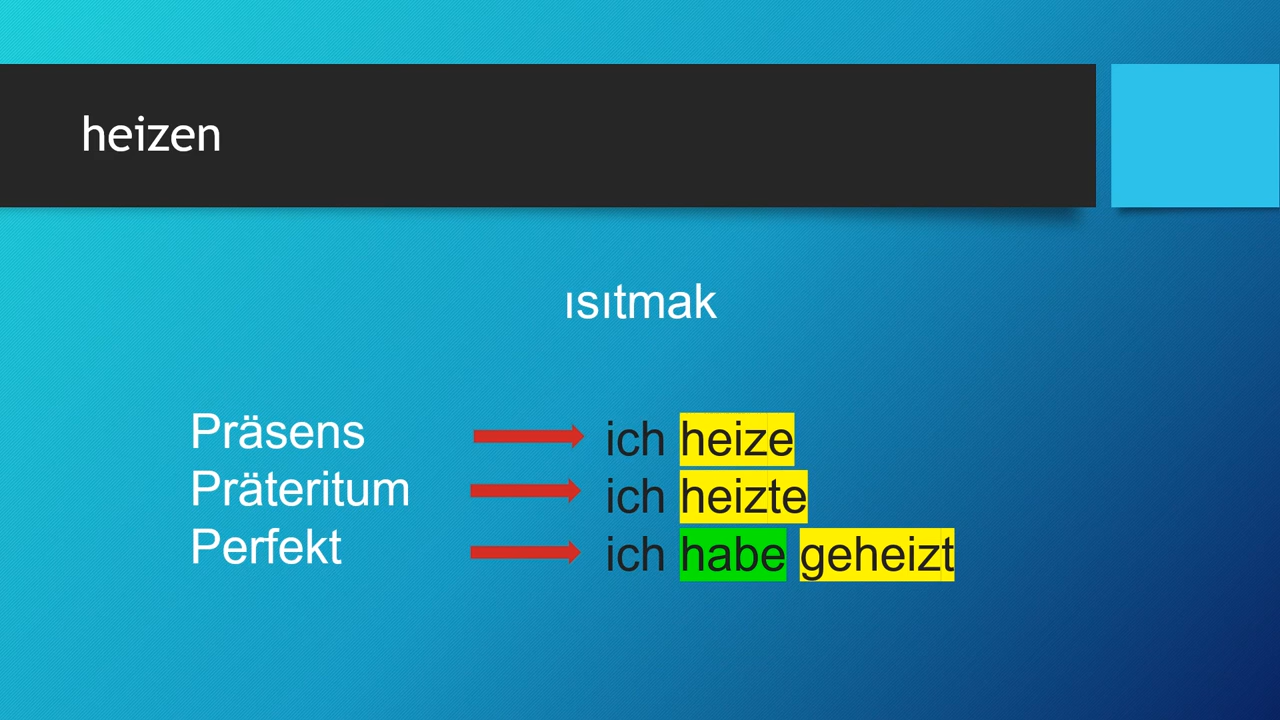 heizen
ısıtmak
Präsens ich heize
Präteritum ich heizte
Perfekt ich habe geheizt